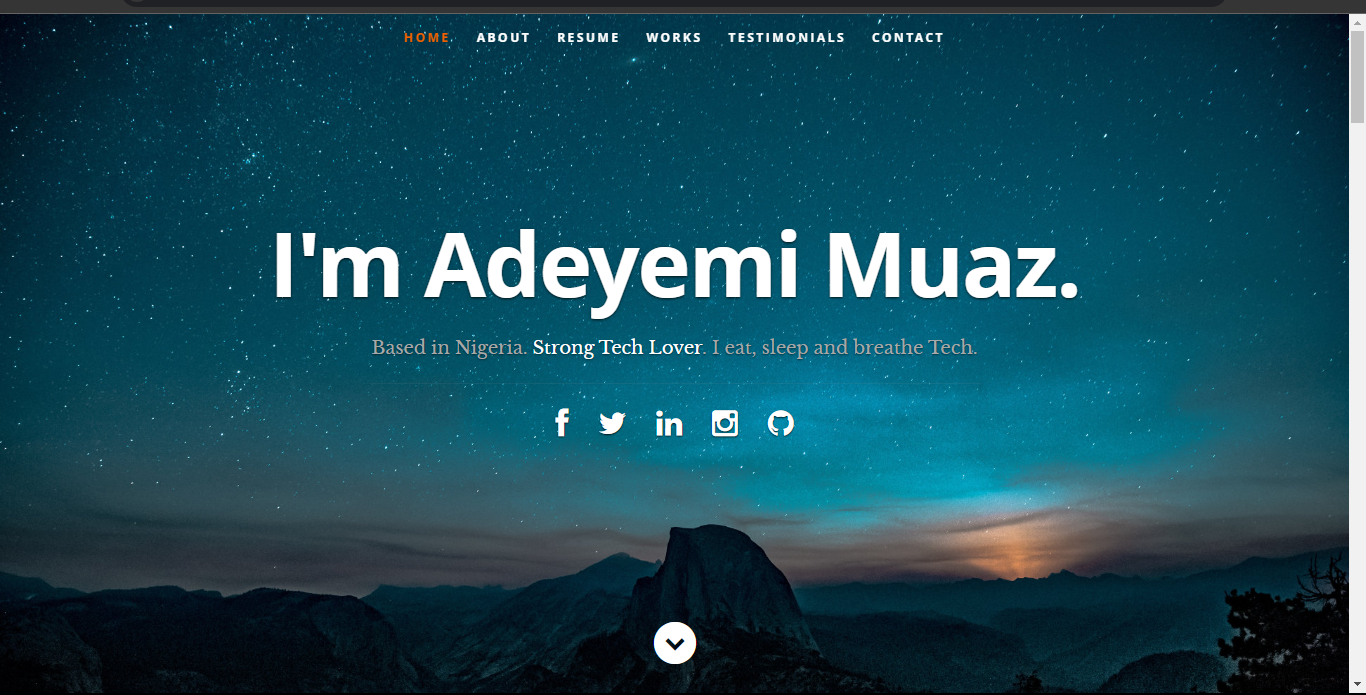 HOME ABOUT RESUME WORKS TESTIMONIALS CONTACT
I'm Adeyemi Muaz.
Based in Nigeria. Strong Tech Lover. I eat, sleep and breathe Tech.